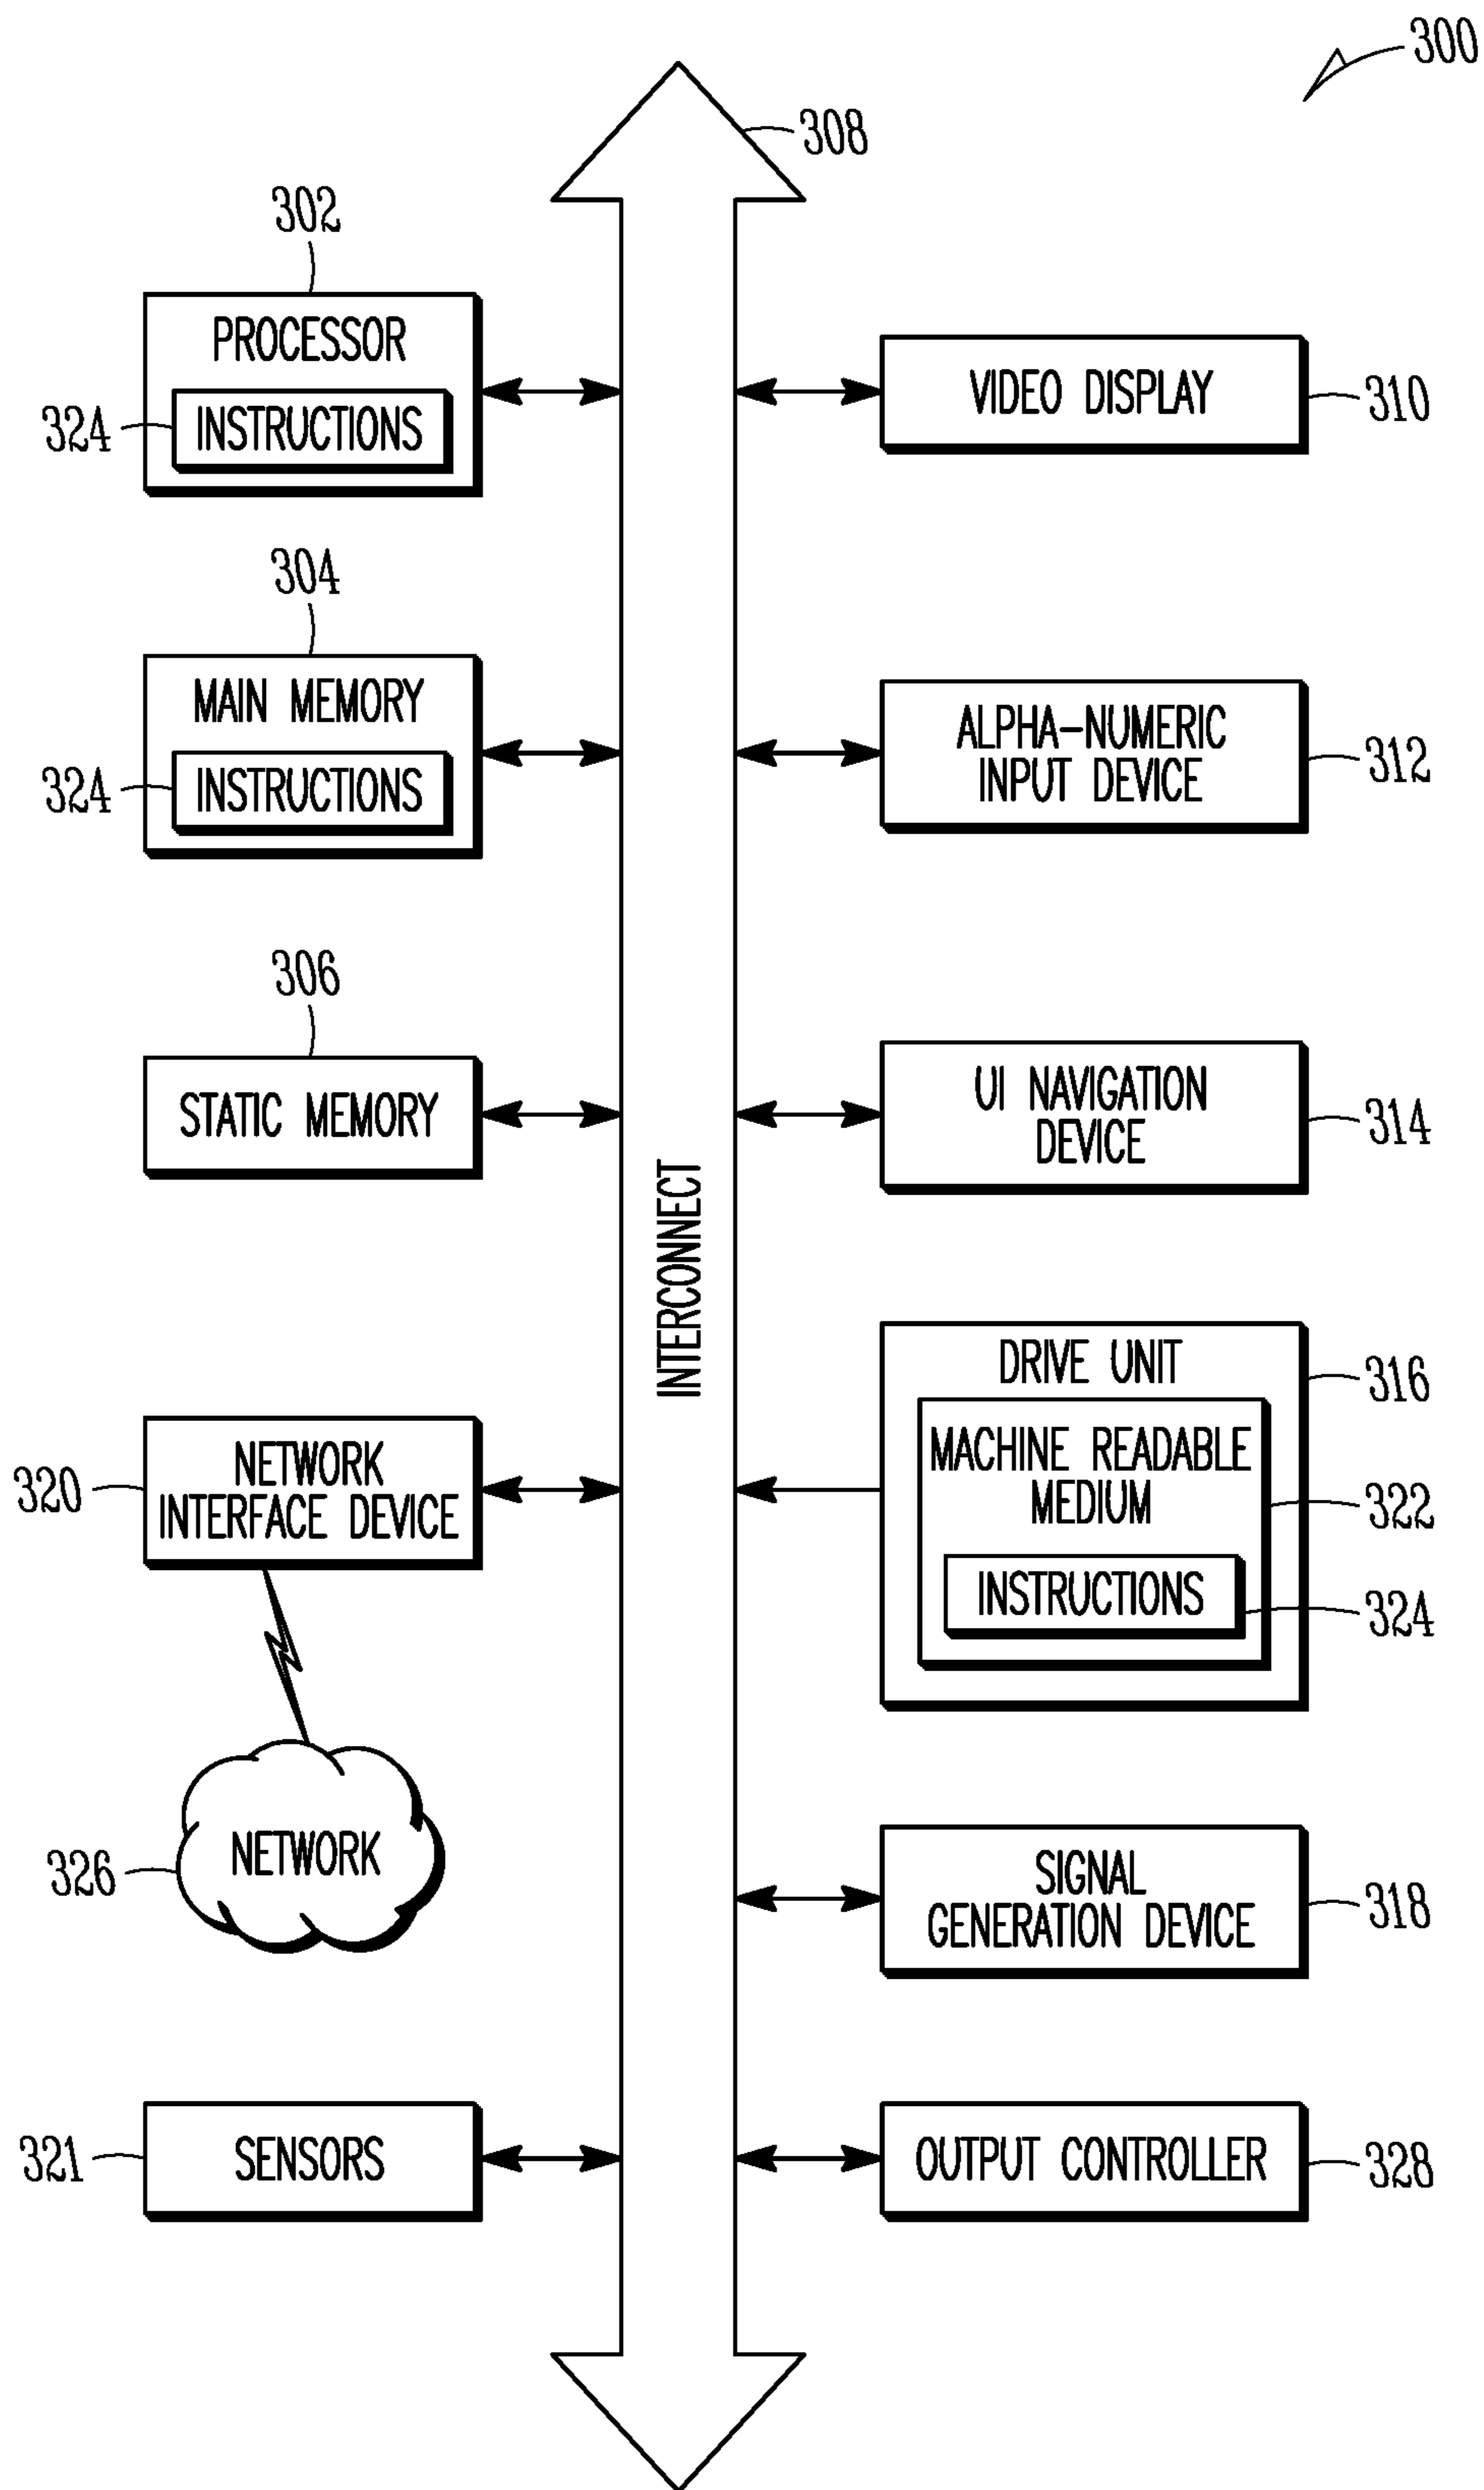 300
308
302
PROCESSOR
324
INSTRUCTIONS
VIDEO DISPLAY
310
304
MAIN MEMORY
324
INSTRUCTIONS
ALPHA-NUMERIC
INPUT DEVICE
312
306
STATIC MEMORY
UI NAVIGATION
DEVICE
314
INTERCONNECT
DRIVE UNIT
316
MACHINE READABLE
MEDIUM
322
INSTRUCTIONS
324
320
NETWORK
INTERFACE DEVICE
326
NETWORK
SIGNAL
GENERATION DEVICE
318
321
SENSORS
OUTPUT CONTROLLER
328